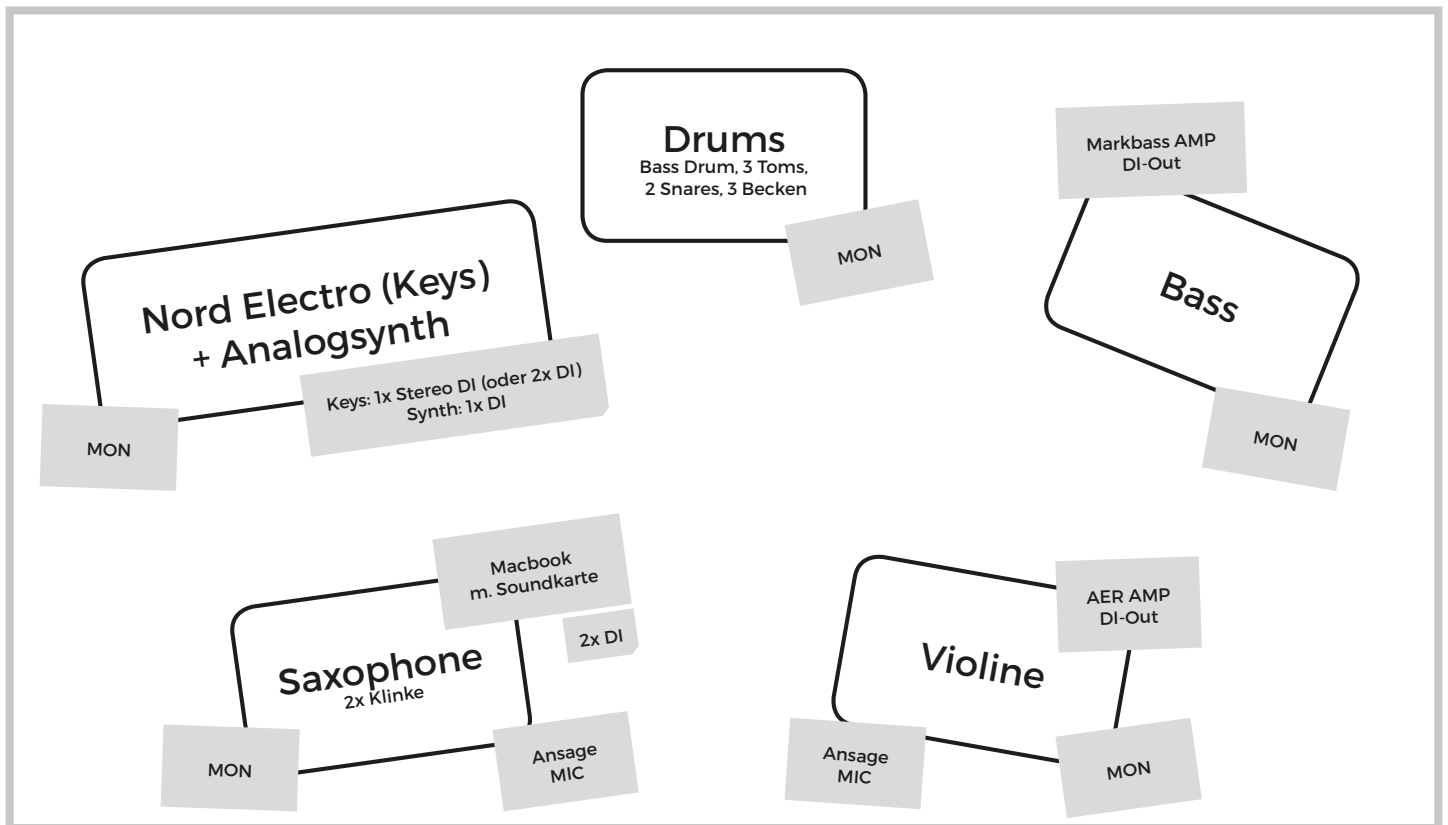 Drums
Bass Drum, 3 Toms,
2 Snares, 3 Becken
MON
Markbass AMP
DI-Out
Bass
MON
Nord Electro (Keys)
+ Analogsynth
Keys: 1x Stereo DI (oder 2x DI)
Synth: 1x DI
MON
Macbook
m. Soundkarte
2x DI
Saxophone
2x Klinke
MON
Ansage
MIC
AER AMP
DI-Out
Violine
Ansage
MIC
MON